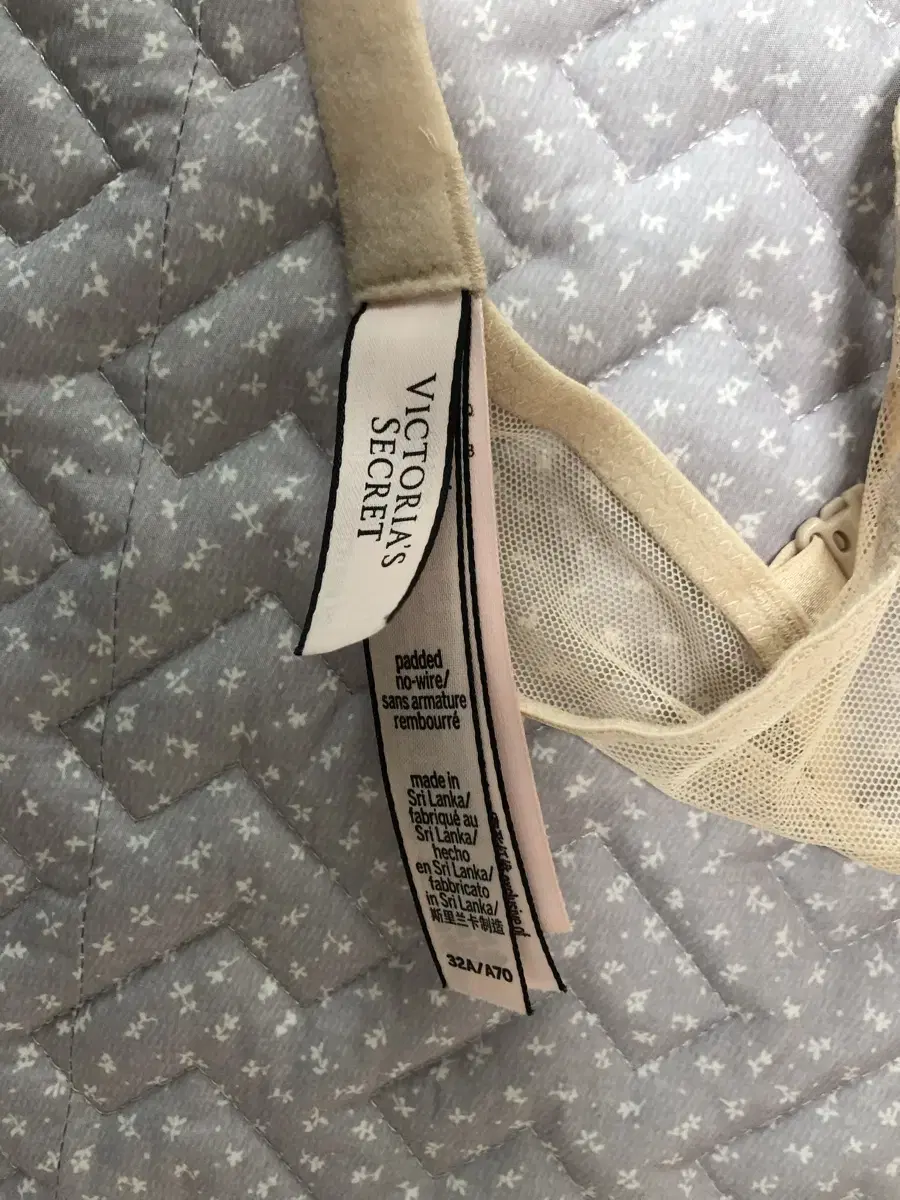 VICTORIA'S
SECRET
padded
no-wire/
sans armature
rembourré
made in
Sri Lanka/
fabriqué au
Sri Lanka/
hecho
en Sri Lanka/
fabbricato
in Sri Lanka/
斯里兰卡制造
32A/A70